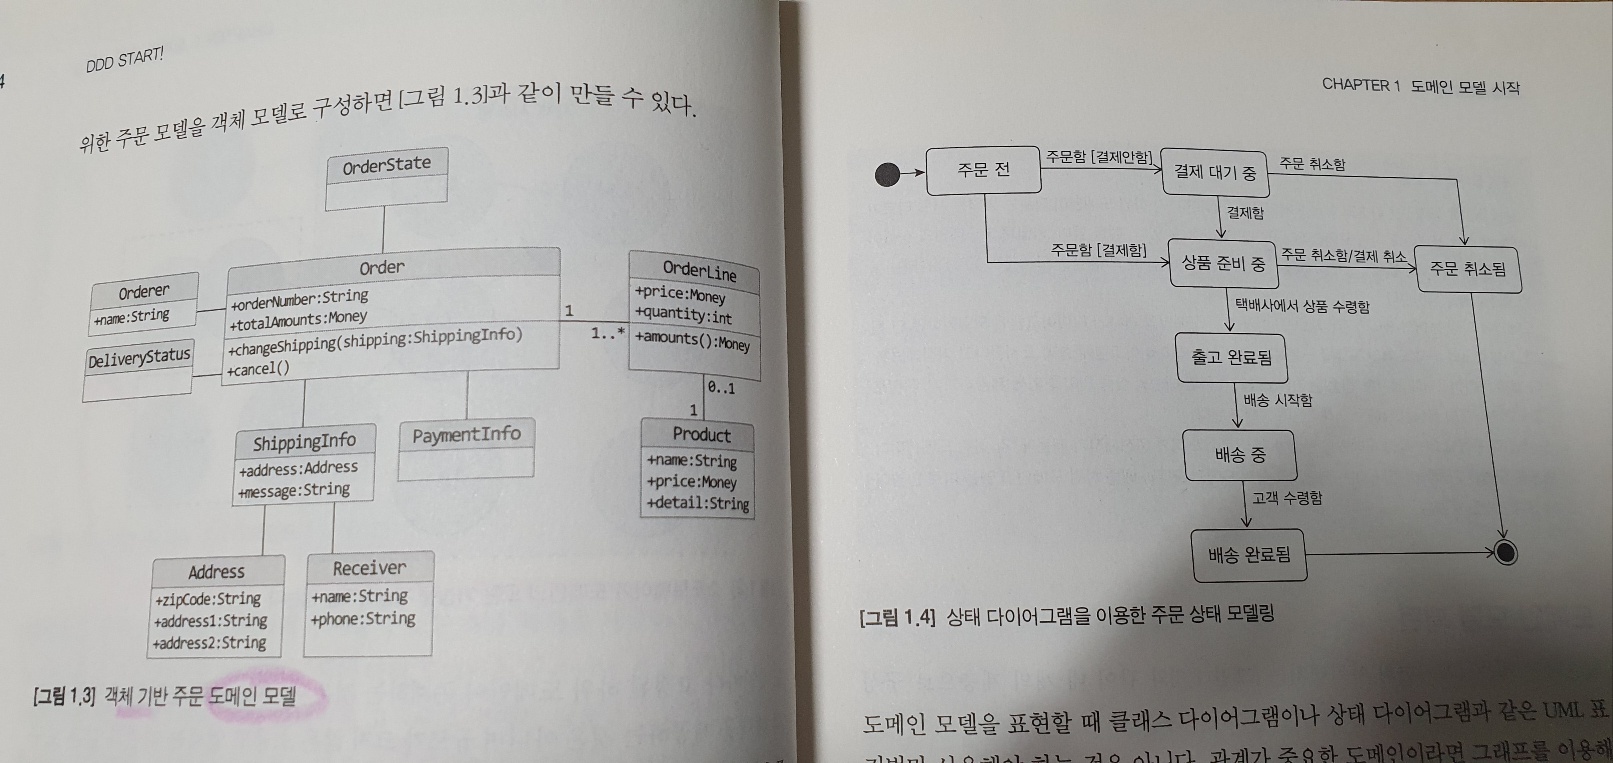 DDD START!
위한 주문 모델을 객체 모델로 구성하면 [그림 1.3]과 같이 만들 수 있다.
OrderState
Order
+orderNumber:String
+totalAmounts:Money
+changeShipping(shipping:ShippingInfo)
+cancel()
Orderer
+name:String
DeliveryStatus
1
1..*
OrderLine
+price:Money
+quantity:int
+amounts():Money
0..1
1
ShippingInfo
+address:Address
+message:String
PaymentInfo
Product
+name:String
+price:Money
+detail:String
Address
+zipCode:String
+address1:String
+address2:String
Receiver
+name:String
+phone:String
[그림 1.3] 객체 기반 주문 도메인 모델
CHAPTER 1 도메인 모델 시작
주문 전
주문함 [결제안함]
결제 대기 중
주문 취소함
결제함
주문함 [결제함]
상품 준비 중
주문 취소함/결제 취소
주문 취소됨
택배사에서 상품 수령함
출고 완료됨
배송 시작함
배송 중
고객 수령함
배송 완료됨
[그림 1.4] 상태 다이어그램을 이용한 주문 상태 모델링
도메인 모델을 표현할 때 클래스 다이어그램이나 상태 다이어그램과 같은 UML 표
것은 아니다. 관계가 중요한 도메인이라면 그래프를 이용해